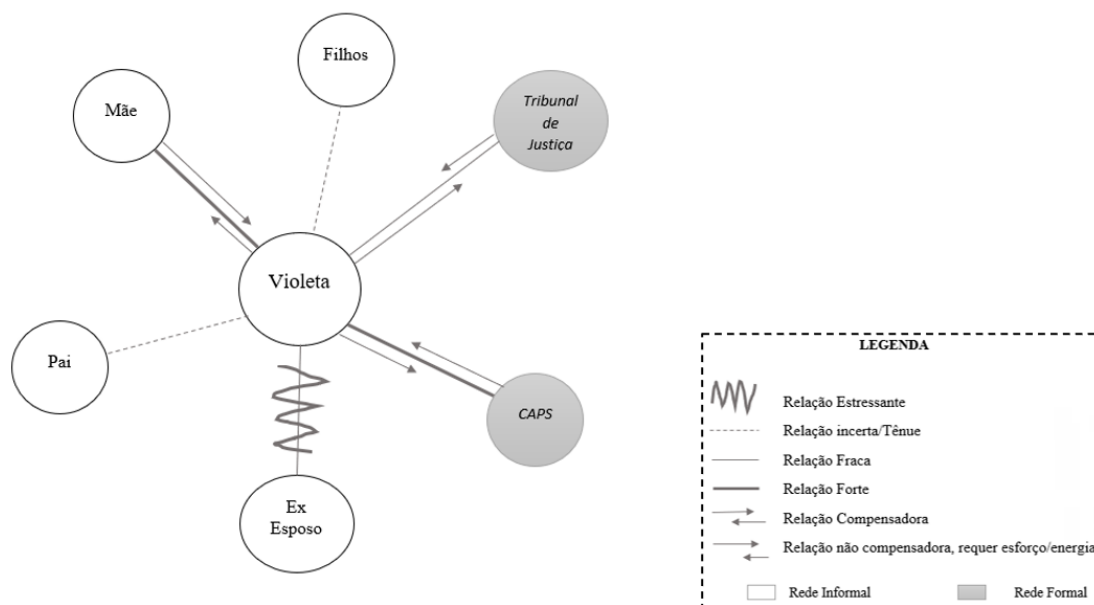 Filhos
Mãe
Tribunal
de
Justiça
Violeta
Pai
CAPS
Ex
Esposo
LEGENDA
Relação Estressante
Relação incerta/Tênue
Relação Fraca
Relação Forte
Relação Compensadora
Relação não compensadora, requer esforço/energia
Rede Informal Rede Formal